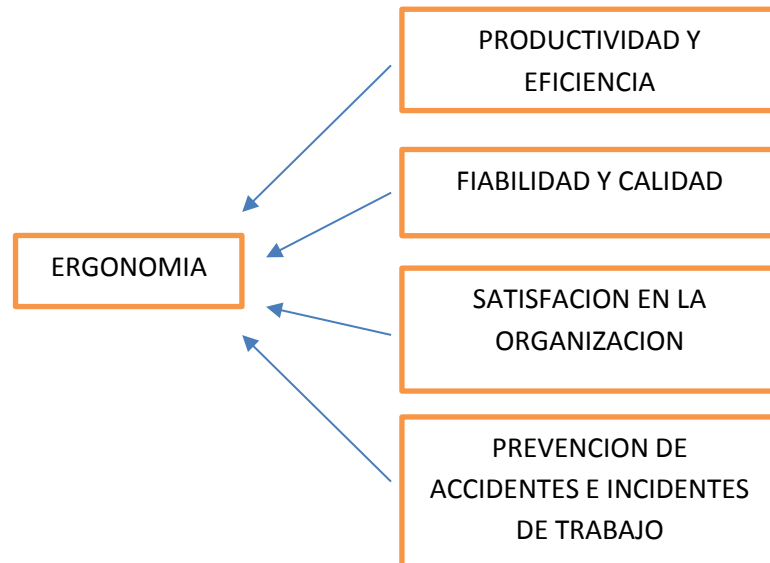 PRODUCTIVIDAD Y
EFICIENCIA
FIABILIDAD Y CALIDAD
ERGONOMIA
SATISFACION EN LA
ORGANIZACION
PREVENCION DE
ACCIDENTES E INCIDENTES
DE TRABAJO